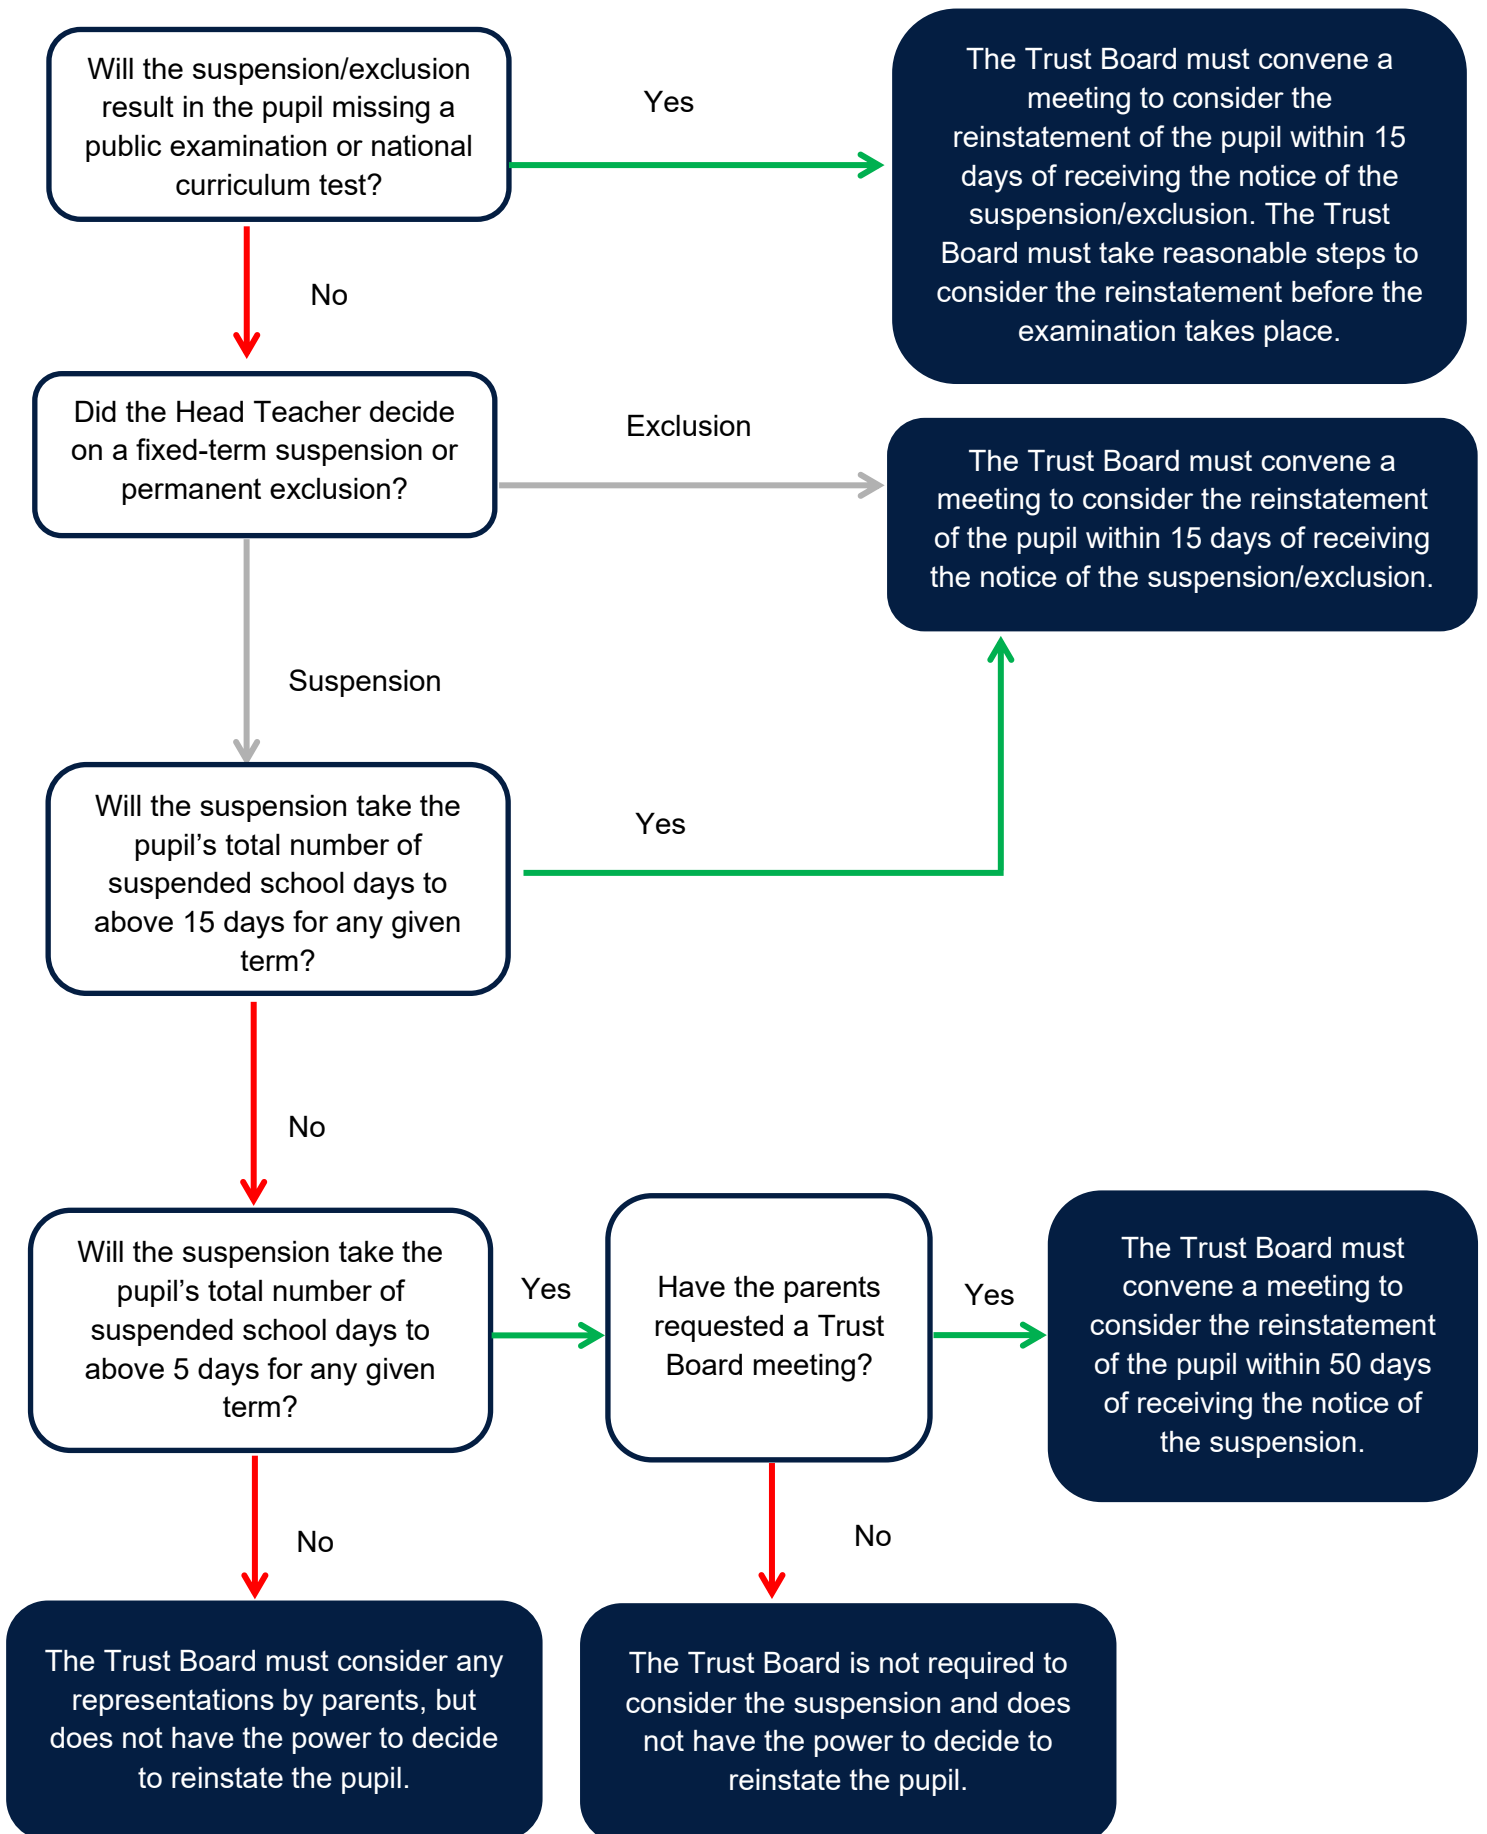 Will the suspension/exclusion
result in the pupil missing a
public examination or national
curriculum test?
Yes
The Trust Board must convene a
meeting to consider the
reinstatement of the pupil within 15
days of receiving the notice of the
suspension/exclusion. The Trust
Board must take reasonable steps to
consider the reinstatement before the
examination takes place.
No
Did the Head Teacher decide
on a fixed-term suspension or
permanent exclusion?
Exclusion
The Trust Board must convene a
meeting to consider the reinstatement
of the pupil within 15 days of receiving
the notice of the suspension/exclusion.
Suspension
Will the suspension take the
pupil’s total number of
suspended school days to
above 15 days for any given
term?
Yes
No
Will the suspension take the
pupil’s total number of
suspended school days to
above 5 days for any given
term?
Yes
Have the parents
requested a Trust
Board meeting?
Yes
The Trust Board must
convene a meeting to
consider the reinstatement
of the pupil within 50 days
of receiving the notice of
the suspension.
No
No
The Trust Board must consider any
representations by parents, but
does not have the power to decide
to reinstate the pupil.
The Trust Board is not required to
consider the suspension and does
not have the power to decide to
reinstate the pupil.